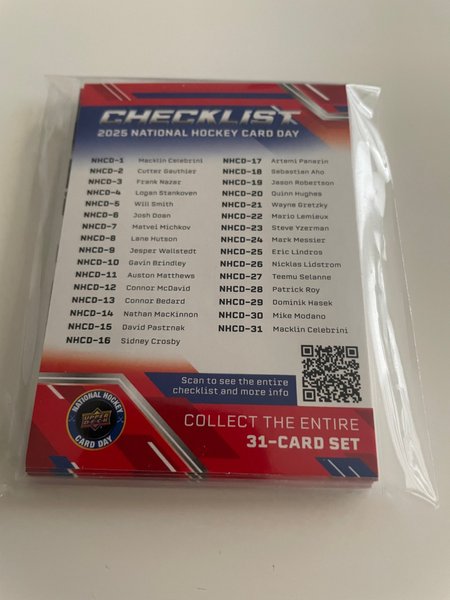 CHECKLIST
2025 NATIONAL HOCKEY CARD DAY
NHCD-1 Macklin Celebrini
NHCD-2 Cutter Gauthier
NHCD-3 Frank Nazar
NHCD-4 Logan Stankoven
NHCD-5 Will Smith
NHCD-6 Josh Doan
NHCD-7 Matvei Michkov
NHCD-8 Lane Hutson
NHCD-9 Jesper Wallstedt
NHCD-10 Gavin Brindley
NHCD-11 Auston Matthews
NHCD-12 Connor McDavid
NHCD-13 Connor Bedard
NHCD-14 Nathan MacKinnon
NHCD-15 David Pastrnak
NHCD-16 Sidney Crosby
NHCD-17 Artemi Panarin
NHCD-18 Sebastian Aho
NHCD-19 Jason Robertson
NHCD-20 Quinn Hughes
NHCD-21 Wayne Gretzky
NHCD-22 Mario Lemieux
NHCD-23 Steve Yzerman
NHCD-24 Mark Messier
NHCD-25 Eric Lindros
NHCD-26 Nicklas Lidstrom
NHCD-27 Teemu Selanne
NHCD-28 Patrick Roy
NHCD-29 Dominik Hasek
NHCD-30 Mike Modano
NHCD-31 Macklin Celebrini
Scan to see the entire
checklist and more info
NATIONAL HOCKEY
UPPER DECK
CARD DAY
COLLECT THE ENTIRE
31-CARD SET